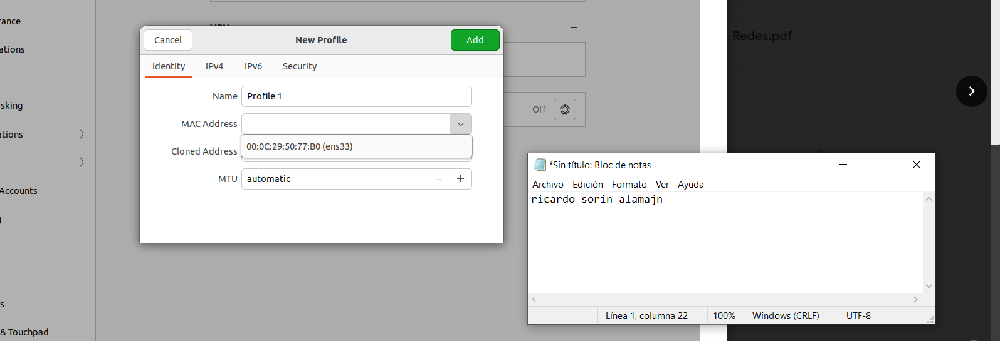 rance
ations
sking
ations
Accounts
g
s
& Touchpad
Cancel
New Profile
Add
Identity
IPv4
IPv6
Security
Name
Profile 1
MAC Address
00:0C:29:50:77:B0 (ens33)
Cloned Address
MTU
automatic
Off
Redes.pdf
*Sin título: Bloc de notas
Archivo Edición Formato Ver Ayuda
ricardo sorin alamajn
Línea 1, columna 22
100%
Windows (CRLF)
UTF-8